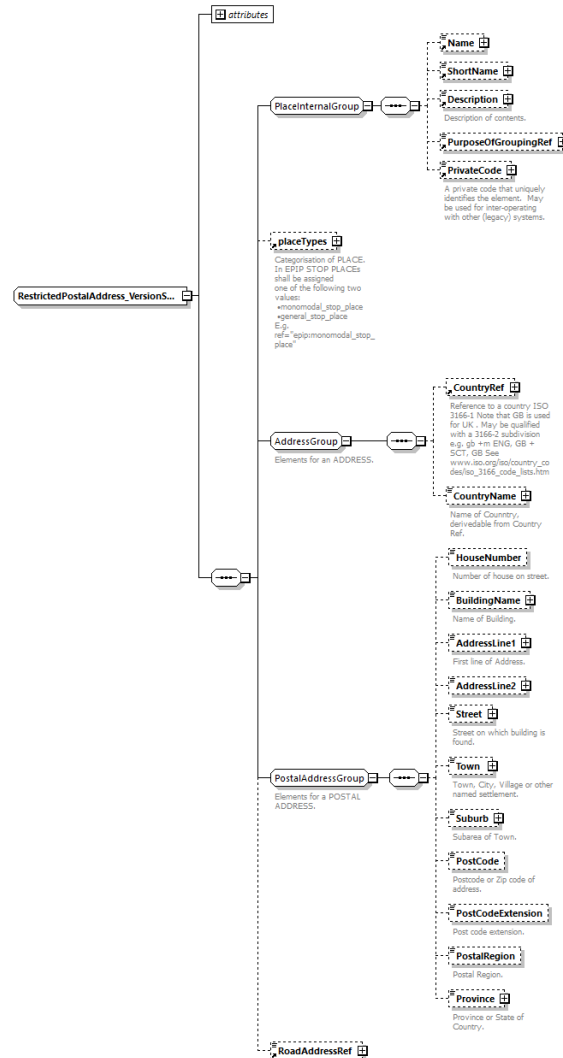 attributes
Name
ShortName
PlaceInternalGroup
Description
Description of contents.
PurposeOfGroupingRef
PrivateCode
A private code that uniquely
identifies the element. May
be used for inter-operating
with other (legacy) systems.
placeTypes
Categorisation of PLACE.
In EPIP STOP PLACEs
shall be assigned
one of the following two
values:
•monomodal_stop_place
•general_stop_place
E.g.
ref="epip:monomodal_stop_
place"
RestrictedPostalAddress_VersionS...
CountryRef
Reference to a country ISO
3166-1 Note that GB is used
for UK . May be qualified
with a 3166-2 subdivision
e.g. gb +m ENG, GB +
SCT, GB See
www.iso.org/iso/country_co
des/iso_3166_code_lists.htm
AddressGroup
Elements for an ADDRESS.
CountryName
Name of Counntry,
derivedable from Country
Ref.
HouseNumber
Number of house on street.
BuildingName
Name of Building.
AddressLine1
First line of Address.
AddressLine2
Street
Street on which building is
found.
Town
Town, City, Village or other
named settlement.
PostalAddressGroup
Elements for a POSTAL
ADDRESS.
Suburb
Subarea of Town.
PostCode
Postcode or Zip code of
address.
PostCodeExtension
Post code extension.
PostalRegion
Postal Region.
Province
Province or State of
Country.
RoadAddressRef